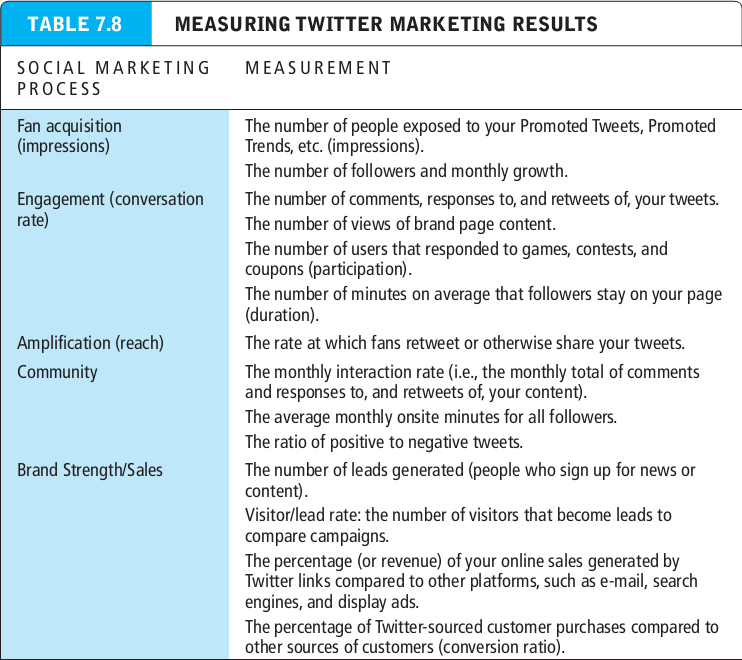 TABLE 7.8 MEASURING TWITTER MARKETING RESULTS
SOCIAL MARKETING PROCESS
MEASUREMENT
Fan acquisition
(impressions)
The number of people exposed to your Promoted Tweets, Promoted
Trends, etc. (impressions).
The number of followers and monthly growth.
Engagement (conversation
rate)
The number of comments, responses to, and retweets of, your tweets.
The number of views of brand page content.
The number of users that responded to games, contests, and
coupons (participation).
The number of minutes on average that followers stay on your page
(duration).
Amplification (reach)
The rate at which fans retweet or otherwise share your tweets.
Community
The monthly interaction rate (i.e., the monthly total of comments
and responses to, and retweets of, your content).
The average monthly onsite minutes for all followers.
The ratio of positive to negative tweets.
Brand Strength/Sales
The number of leads generated (people who sign up for news or
content).
Visitor/lead rate: the number of visitors that become leads to
compare campaigns.
The percentage (or revenue) of your online sales generated by
Twitter links compared to other platforms, such as e-mail, search
engines, and display ads.
The percentage of Twitter-sourced customer purchases compared to
other sources of customers (conversion ratio).